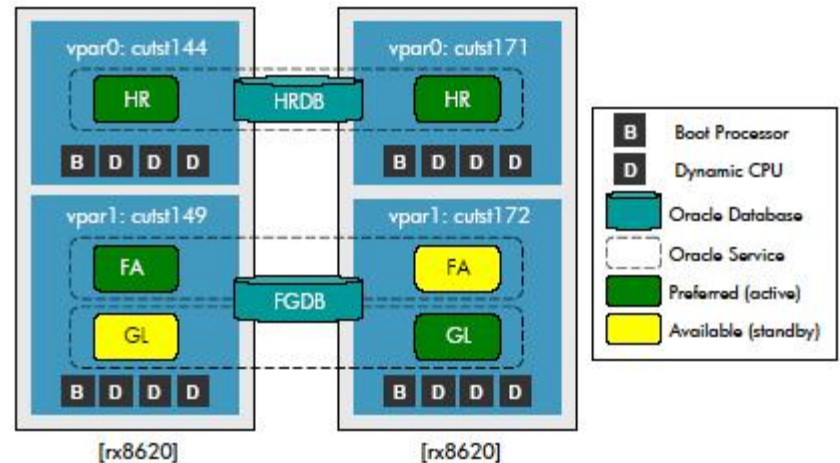 vpar0: cutst144
HR
B D D D
vpar1: cutst149
FA
GL
B D D D
[rx8620]
HRDB
FGDB
vpar0: cutst171
HR
B D D D
vpar1: cutst172
FA
GL
B D D D
[rx8620]
B Boot Processor
D Dynamic CPU
Oracle Database
Oracle Service
Preferred (active)
Available (standby)